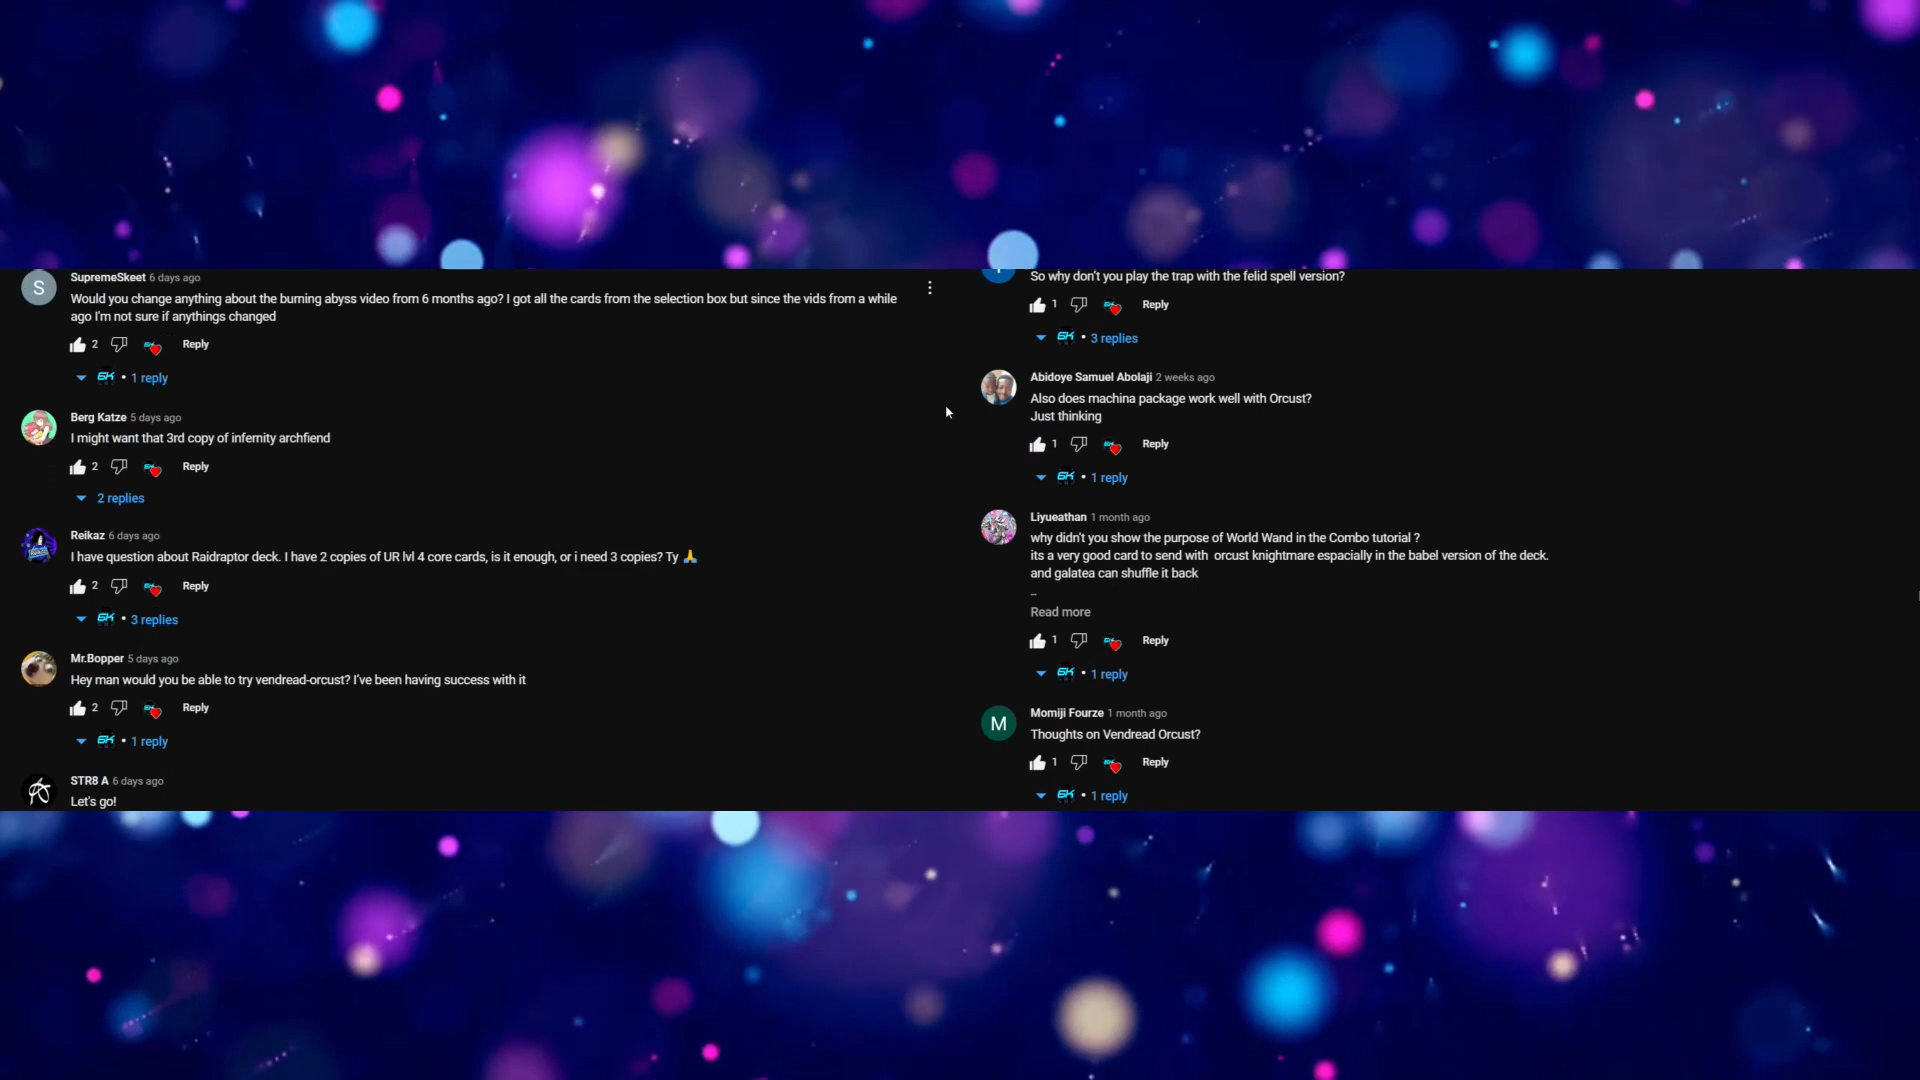 SupremeSkeet 6 days ago
Would you change anything about the burning abyss video from 6 months ago? I got all the cards from the selection box but since the vids from a while
ago I'm not sure if anythings changed
2 Reply
GK • 1 reply
Berg Katze 5 days ago
I might want that 3rd copy of infernity archfiend
2 Reply
2 replies
Reikaz 6 days ago
I have question about Raidraptor deck. I have 2 copies of UR lvl 4 core cards, is it enough, or i need 3 copies? Ty 🙏
2 Reply
GK • 3 replies
Mr.Bopper 5 days ago
Hey man would you be able to try vendread-orcust? I've been having success with it
2 Reply
GK • 1 reply
STR8 A 6 days ago
Let's go!
So why don't you play the trap with the felid spell version?
1 Reply
GK • 3 replies
Abidoye Samuel Abolaji 2 weeks ago
Also does machina package work well with Orcust?
Just thinking
1 Reply
GK • 1 reply
Liyueathan 1 month ago
why didn't you show the purpose of World Wand in the Combo tutorial ?
its a very good card to send with orcust knightmare espacially in the babel version of the deck.
and galatea can shuffle it back
_
Read more
1 Reply
GK • 1 reply
M
Momiji Fourze 1 month ago
Thoughts on Vendread Orcust?
1 Reply
GK • 1 reply